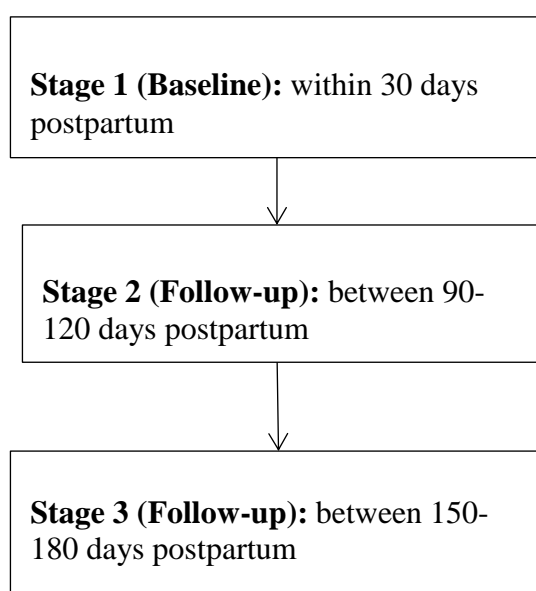 Stage 1 (Baseline): within 30 days
postpartum
Stage 2 (Follow-up): between 90-
120 days postpartum
Stage 3 (Follow-up): between 150-
180 days postpartum